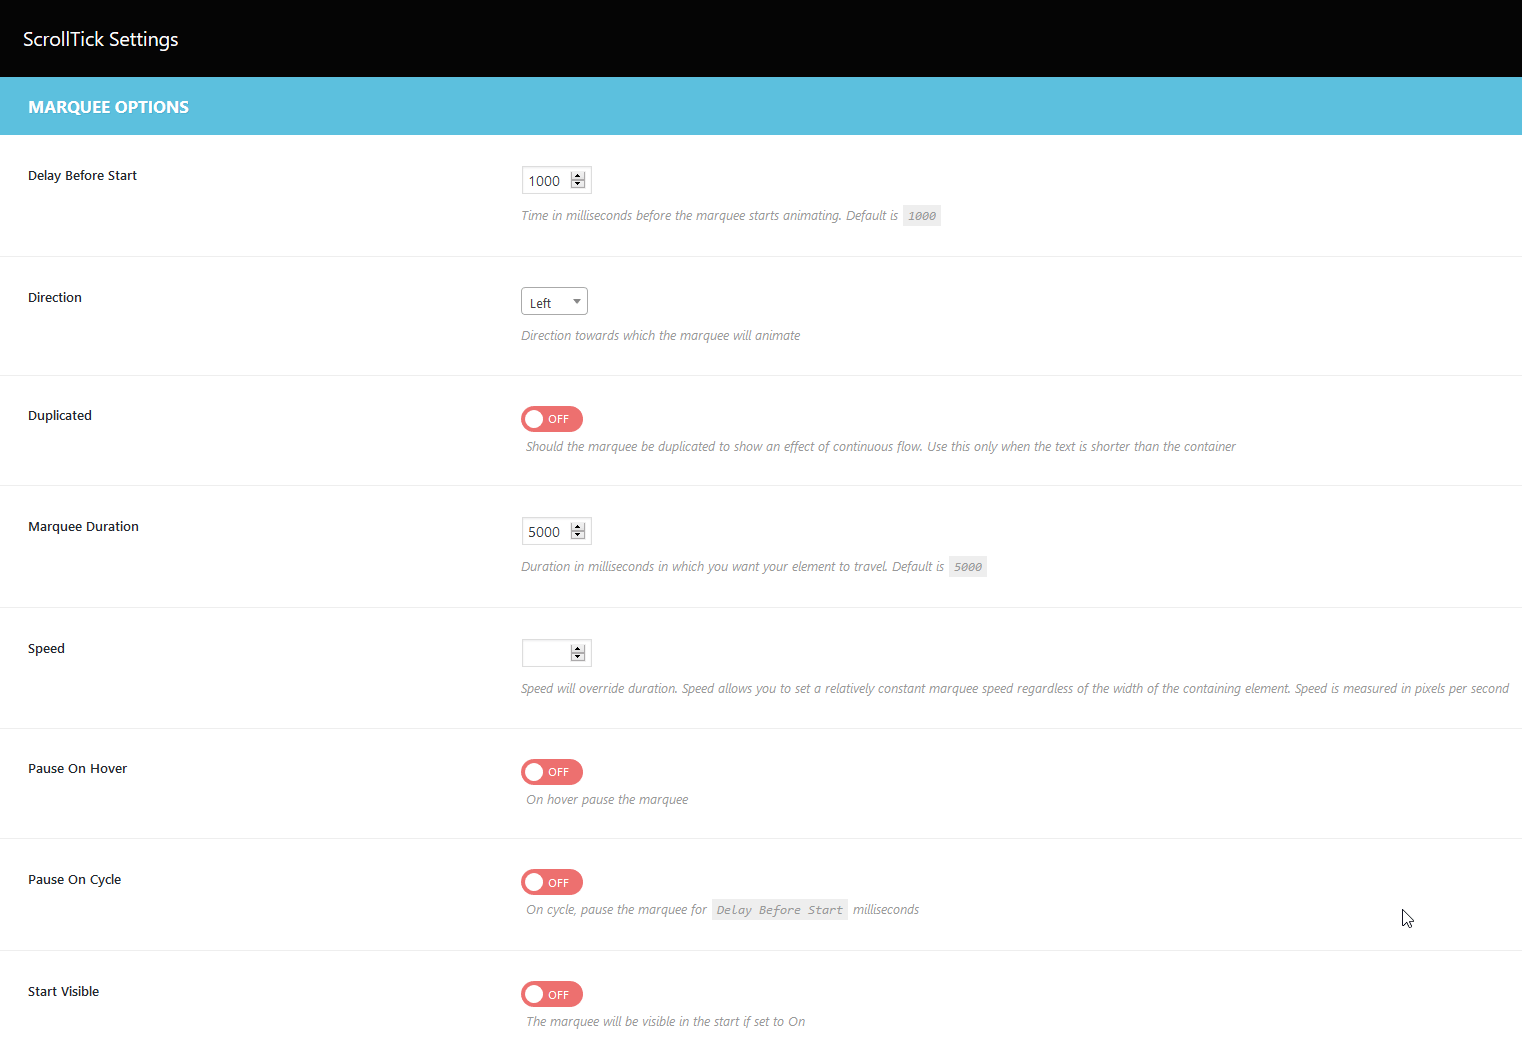 ScrollTick Settings
MARQUEE OPTIONS
Delay Before Start
1000
Time in milliseconds before the marquee starts animating. Default is 1000
Direction
Left
Direction towards which the marquee will animate
Duplicated
OFF
Should the marquee be duplicated to show an effect of continuous flow. Use this only when the text is shorter than the container
Marquee Duration
5000
Duration in milliseconds in which you want your element to travel. Default is 5000
Speed
Speed will override duration. Speed allows you to set a relatively constant marquee speed regardless of the width of the containing element. Speed is measured in pixels per second
Pause On Hover
OFF
On hover pause the marquee
Pause On Cycle
OFF
On cycle, pause the marquee for Delay Before Start milliseconds
Start Visible
OFF
The marquee will be visible in the start if set to On